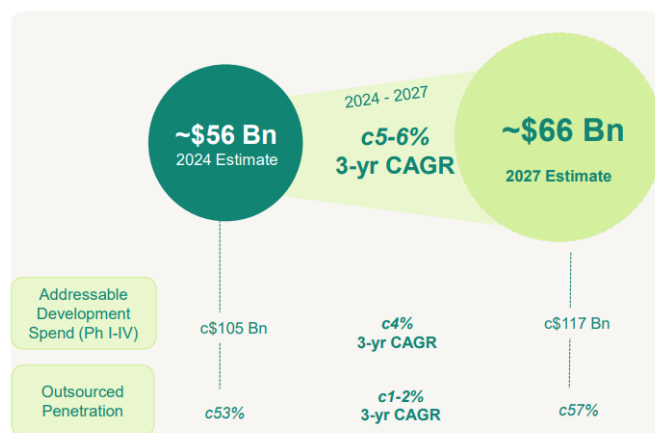 ~$56 Bn
2024 Estimate
2024 - 2027
c5-6%
3-yr CAGR
~$66 Bn
2027 Estimate
Addressable
Development
Spend (Ph I-IV)
c$105 Bn
c4%
3-yr CAGR
c$117 Bn
Outsourced
Penetration
c53%
c1-2%
3-yr CAGR
c57%